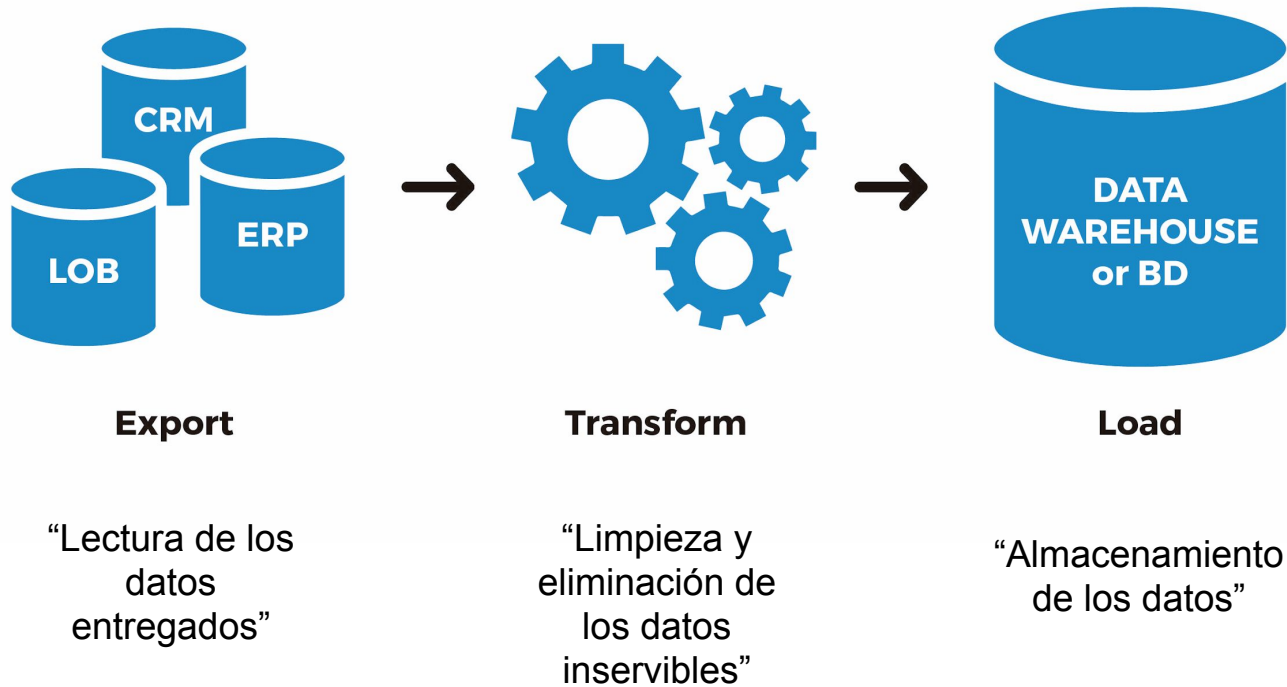 CRM
LOB
ERP
DATA
WAREHOUSE
or BD
Export
Transform
Load
“Lectura de los
datos
entregados”
“Limpieza y
eliminación de
los datos
inservibles”
“Almacenamiento
de los datos”